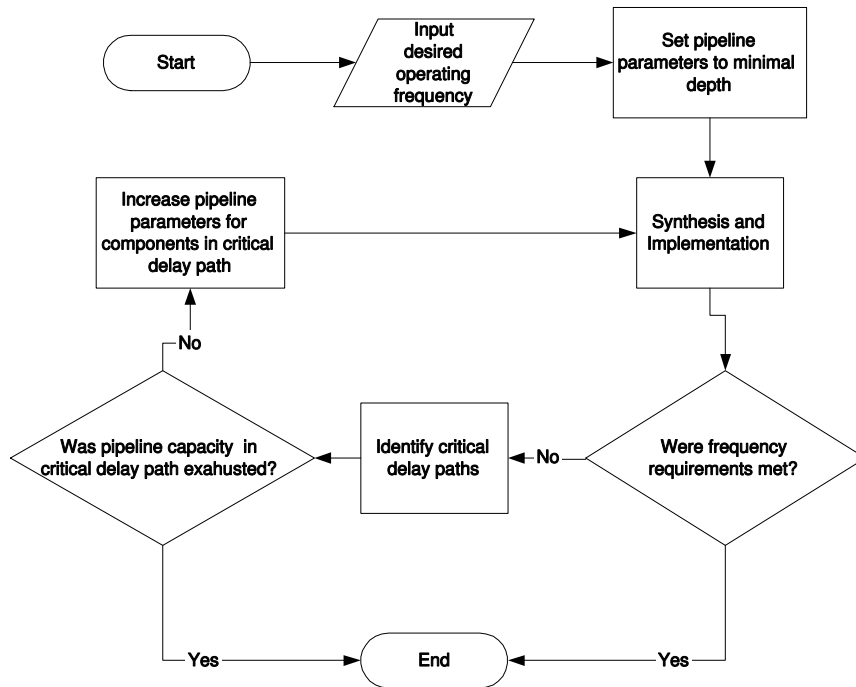 Start
Input
desired
operating
frequency
Set pipeline
parameters to minimal
depth
Increase pipeline
parameters for
components in critical
delay path
Synthesis and
Implementation
No
Was pipeline capacity in
critical delay path exahusted?
Identify critical
delay paths
No
Were frequency
requirements met?
Yes
End
Yes